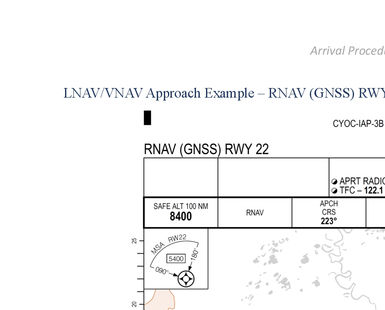 Arrival Procedu
LNAV/VNAV Approach Example – RNAV (GNSS) RWY
CYOC-IAP-3B
RNAV (GNSS) RWY 22
APRT RADIO
TFC – 122.1
SAFE ALT 100 NM
8400
RNAV
APCH
CRS
223°
25
MSA RW22
5400
180°
090°
20